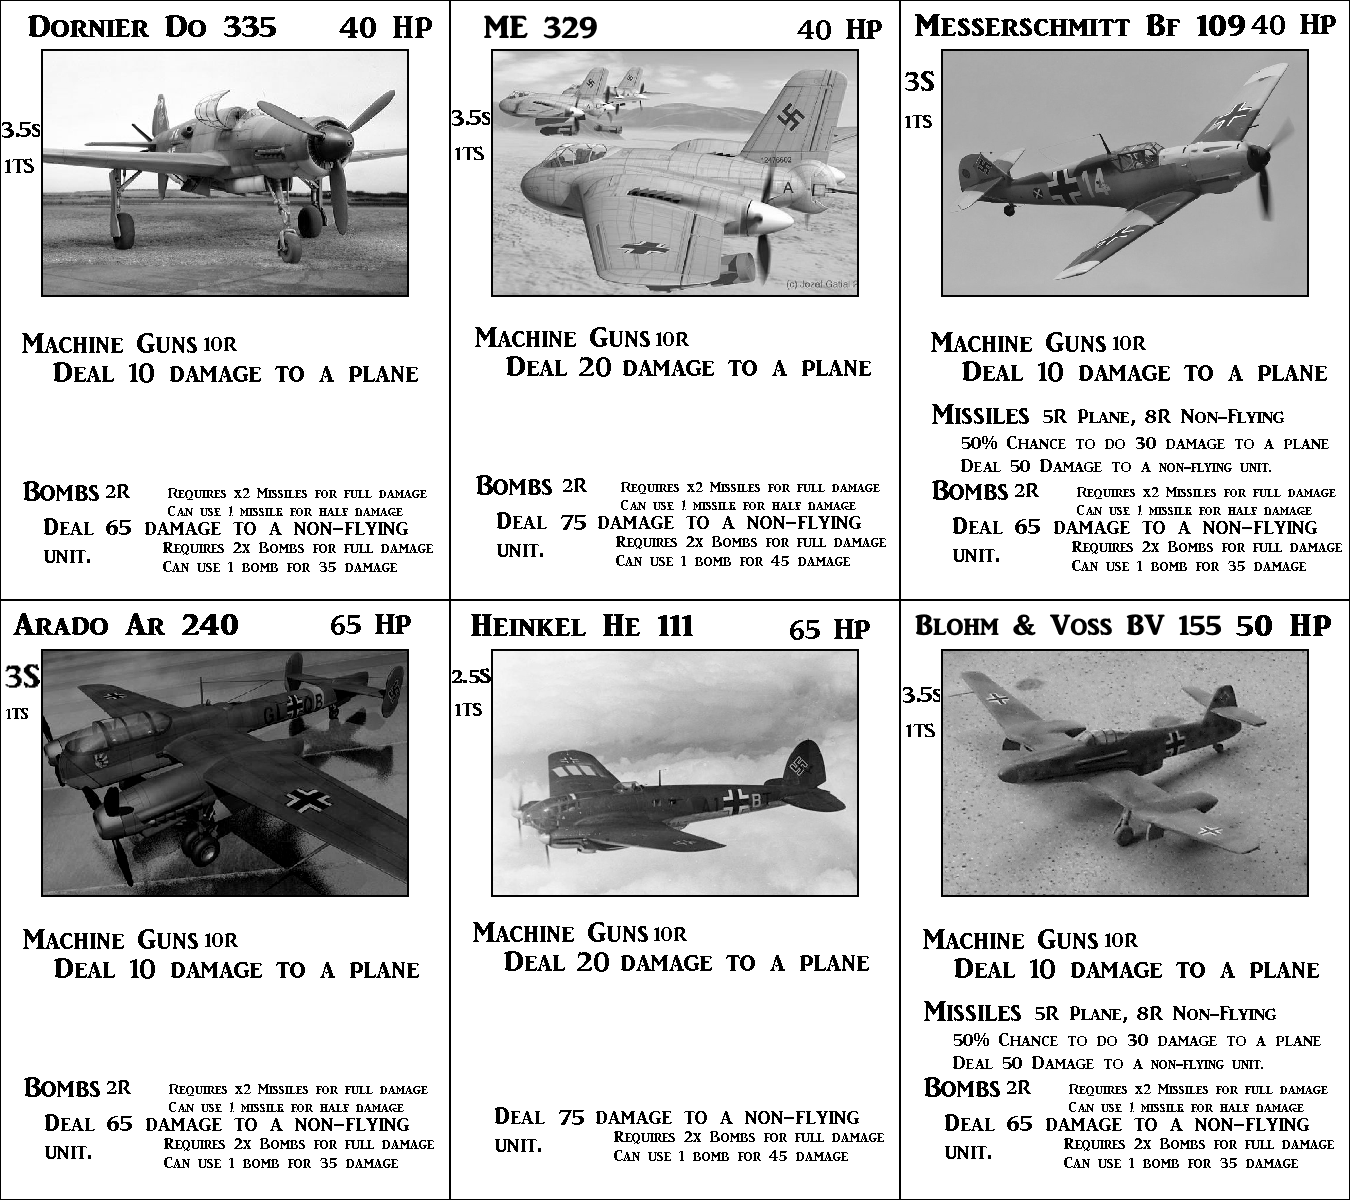 Dornier Do 335 40 HP
3.5s
1TS
Machine Guns 10R
Deal 10 damage to a plane
Bombs 2R Requires x2 Missiles for full damage
Can use 1 missile for half damage
Deal 65 damage to a non-flying
unit. Requires 2x Bombs for full damage
Can use 1 bomb for 35 damage
ME 329 40 HP
3.5s
1TS
12476602
A
(c) Jozef Gatial 2
Machine Guns 10R
Deal 20 damage to a plane
Bombs 2R Requires x2 Missiles for full damage
Can use 1 missile for half damage
Deal 75 damage to a non-flying
unit. Requires 2x Bombs for full damage
Can use 1 bomb for 45 damage
Messerschmitt Bf 109 40 HP
3S
1TS
14
Machine Guns 10R
Deal 10 damage to a plane
Missiles 5R Plane, 8R Non-Flying
50% Chance to do 30 damage to a plane
Deal 50 Damage to a non-flying unit.
Bombs 2R Requires x2 Missiles for full damage
Can use 1 missile for half damage
Deal 65 damage to a non-flying
unit. Requires 2x Bombs for full damage
Can use 1 bomb for 35 damage
Arado Ar 240 65 HP
3S
1TS
Machine Guns 10R
Deal 10 damage to a plane
Bombs 2R Requires x2 Missiles for full damage
Can use 1 missile for half damage
Deal 65 damage to a non-flying
unit. Requires 2x Bombs for full damage
Can use 1 bomb for 35 damage
Heinkel He 111 65 HP
2.5s
1TS
Machine Guns 10R
Deal 20 damage to a plane
Deal 75 damage to a non-flying
unit. Requires 2x Bombs for full damage
Can use 1 bomb for 45 damage
Blohm & Voss BV 155 50 HP
3.5s
1TS
Machine Guns 10R
Deal 10 damage to a plane
Missiles 5R Plane, 8R Non-Flying
50% Chance to do 30 damage to a plane
Deal 50 Damage to a non-flying unit.
Bombs 2R Requires x2 Missiles for full damage
Can use 1 missile for half damage
Deal 65 damage to a non-flying
unit. Requires 2x Bombs for full damage
Can use 1 bomb for 35 damage